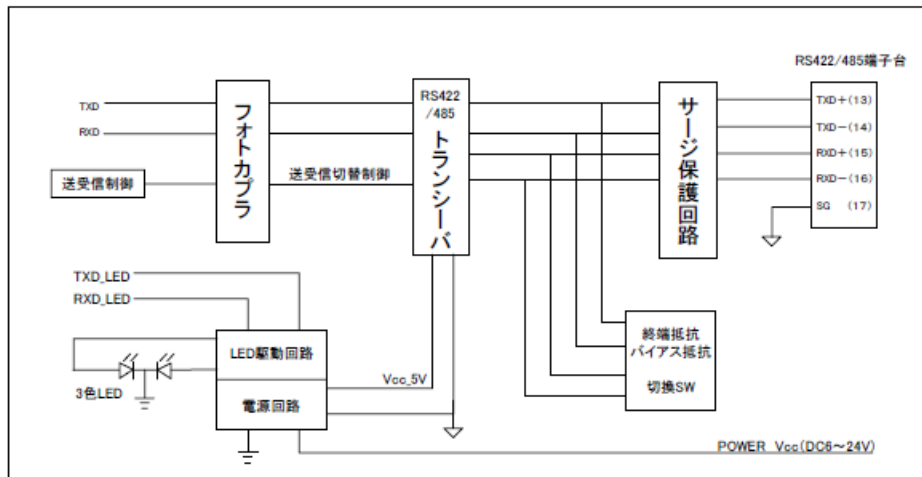 RS422/485端子台
TXD
RXD
送受信制御
フォトカプラ
送受信切替制御
RS422
/485
トランシーバ
サージ保護回路
TXD+(13)
TXD-(14)
RXD+(15)
RXD-(16)
SG (17)
TXD_LED
RXD_LED
LED駆動回路
3色LED
電源回路
Vcc_5V
終端抵抗
バイアス抵抗
切換SW
POWER Vcc(DC6～24V)